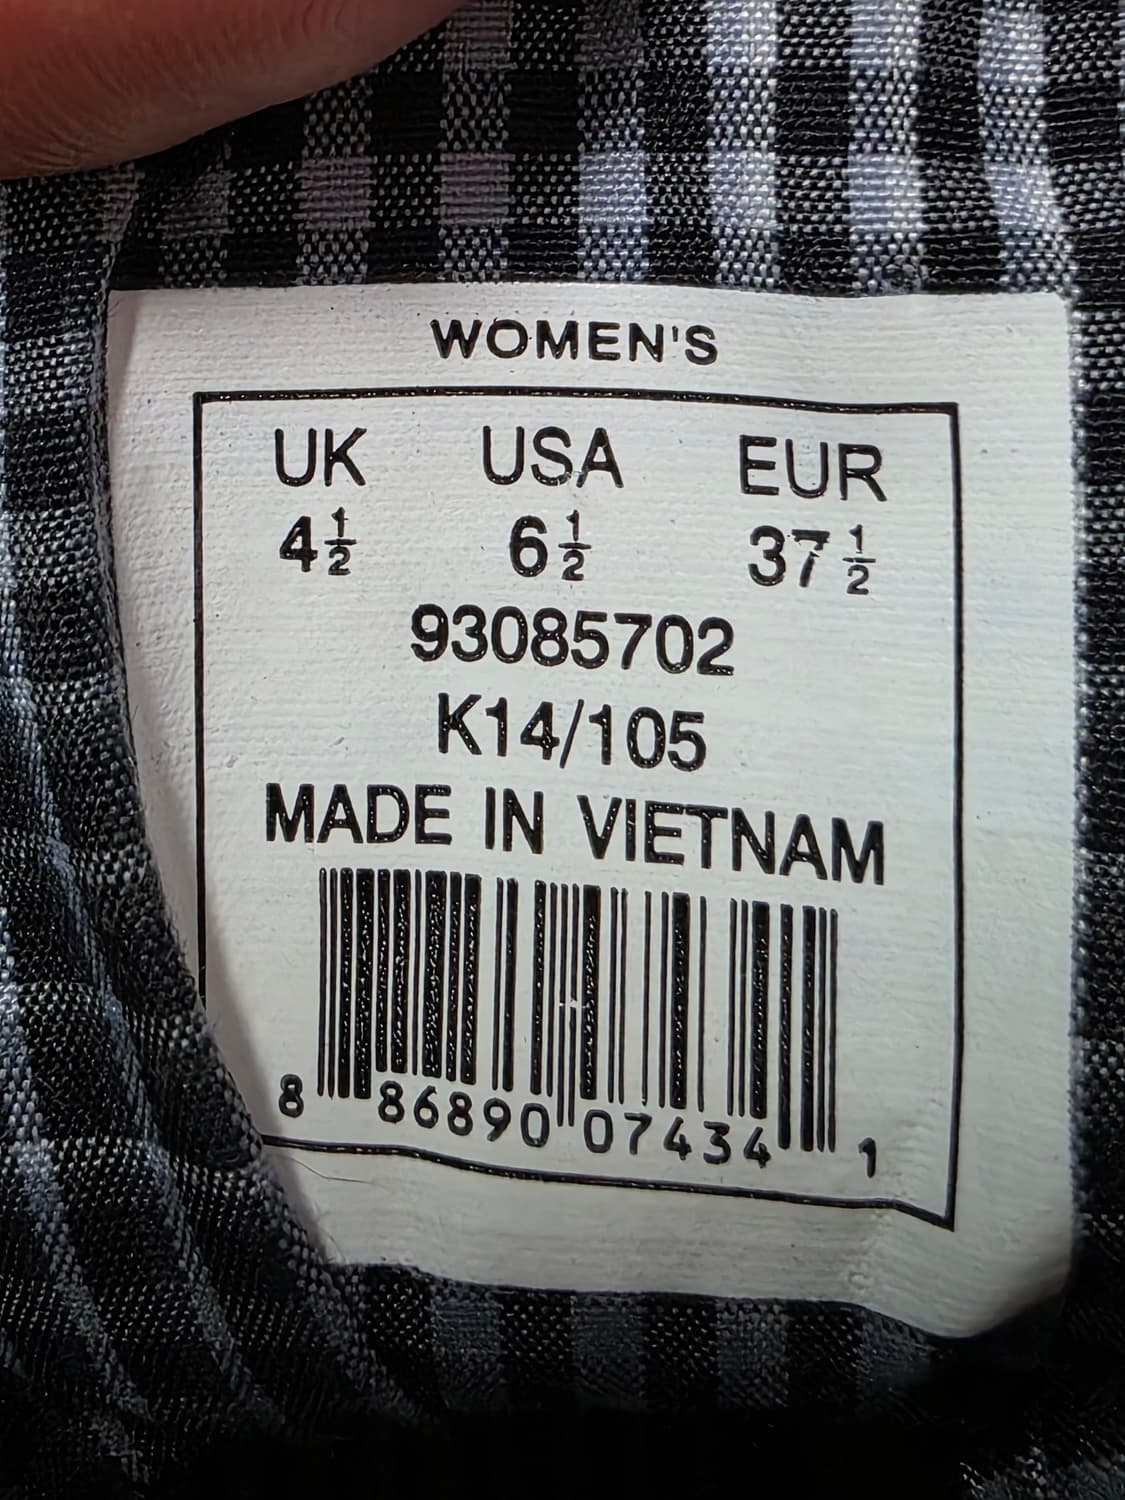 WOMEN'S
UK USA EUR
4½ 6½ 37½
93085702
K14/105
MADE IN VIETNAM
8 86890 07434 1